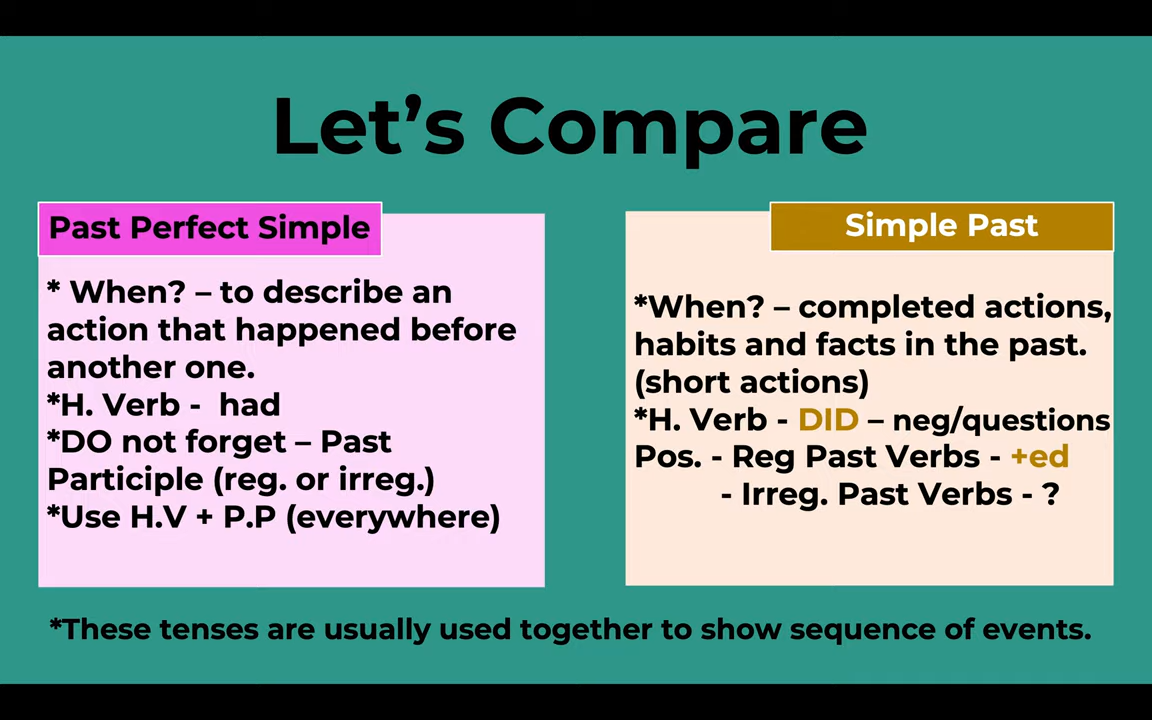 Let’s Compare
Past Perfect Simple
* When? – to describe an
action that happened before
another one.
*H. Verb - had
*DO not forget – Past
Participle (reg. or irreg.)
*Use H.V + P.P (everywhere)
Simple Past
*When? – completed actions,
habits and facts in the past.
(short actions)
*H. Verb - DID – neg/questions
Pos. - Reg Past Verbs - +ed
- Irreg. Past Verbs - ?
*These tenses are usually used together to show sequence of events.